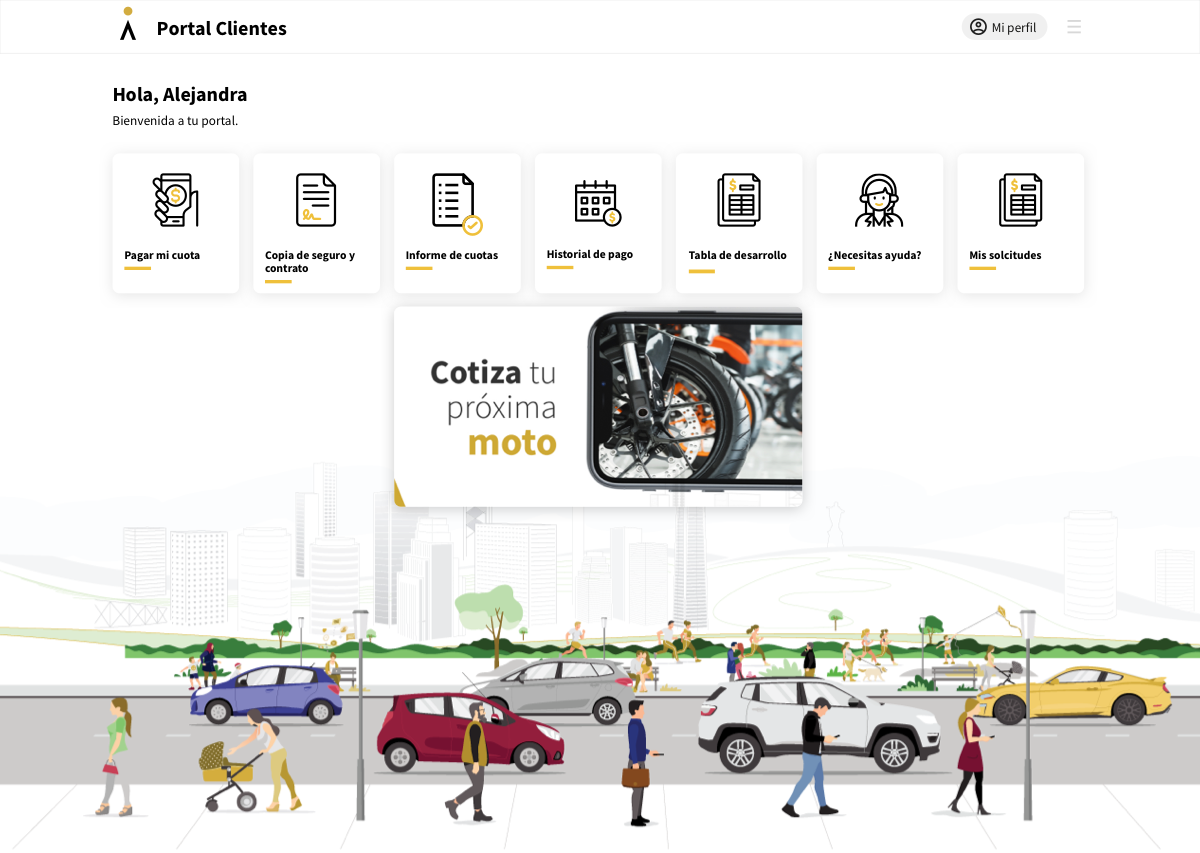 Portal Clientes
Mi perfil
Hola, Alejandra
Bienvenida a tu portal.
Pagar mi cuota
Copia de seguro y
contrato
Informe de cuotas
Historial de pago
Tabla de desarrollo
¿Necesitas ayuda?
Mis solcitudes
Cotiza tu
próxima
moto